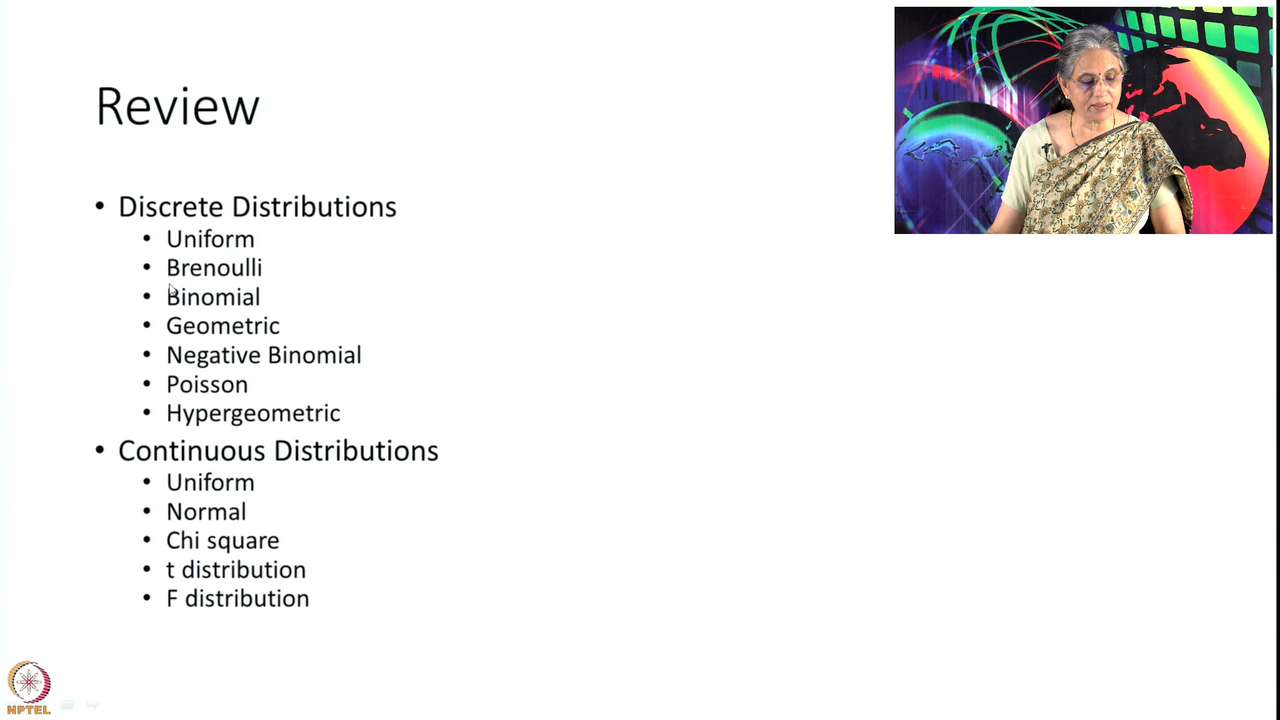 Review
• Discrete Distributions
• Uniform
• Brenoulli
• Binomial
• Geometric
• Negative Binomial
• Poisson
• Hypergeometric
• Continuous Distributions
• Uniform
• Normal
• Chi square
• t distribution
• F distribution
NPTEL